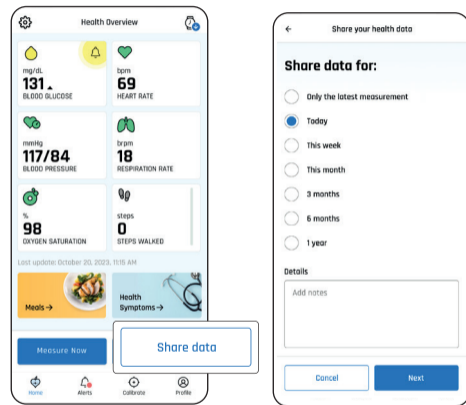 Health Overview
mg/dL
131
BLOOD GLUCOSE
bpm
69
HEART RATE
mmHg
117/84
BLOOD PRESSURE
brpm
18
RESPIRATION RATE
%
98
OXYGEN SATURATION
steps
0
STEPS WALKED
Last update: October 20, 2023, 11:15 AM
Meals →
Health
Symptoms →
Measure Now
Share data
Home
Alerts
Calibrate
Profile
Share your health data
Share data for:
Only the latest measurement
Today
This week
This month
3 months
6 months
1 year
Details
Add notes
Cancel
Next